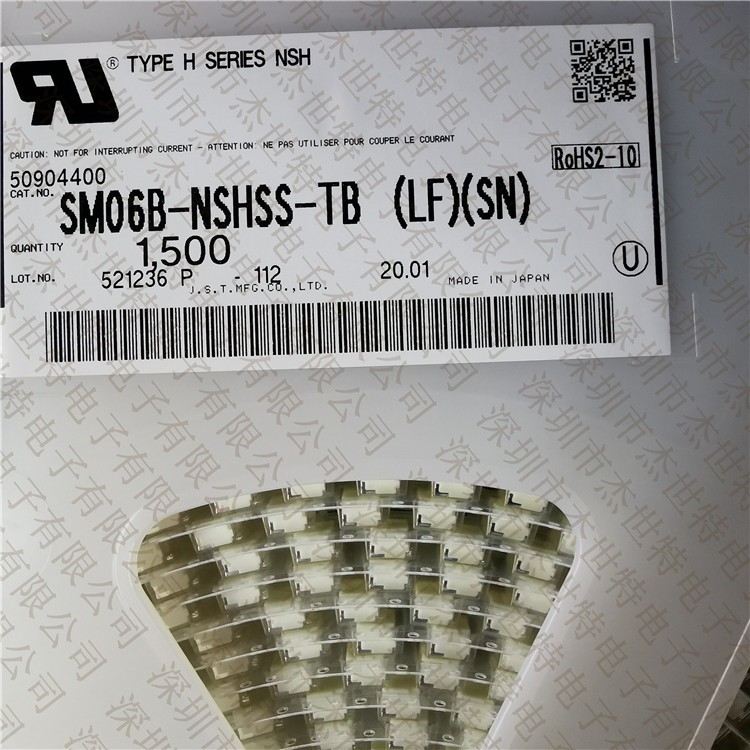 ® TYPE H SERIES NSH
CAUTION: NOT FOR INTERRUPTING CURRENT - ATTENTION: NE PAS UTILISER POUR COUPER LE COURANT
50904400
RoHS2-10
CAT.NO. SM06B-NSHSS-TB (LF)(SN)
QUANTITY 1,500
LOT.NO. 521236 P - 112 20.01 MADE IN JAPAN
J.S.T.MFG.CO.,LTD.
U
深圳市杰世特电子有限公司